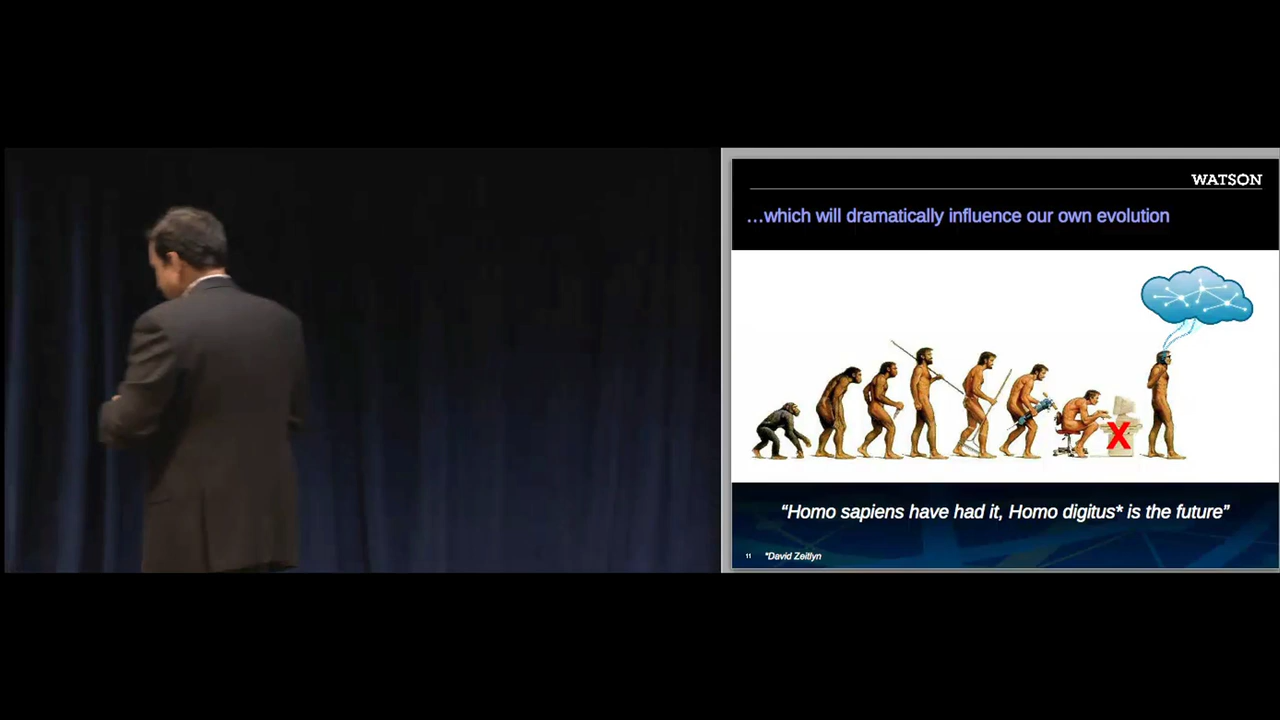 WATSON
…which will dramatically influence our own evolution
X
“Homo sapiens have had it, Homo digitus* is the future”
11 *David Zeitlyn